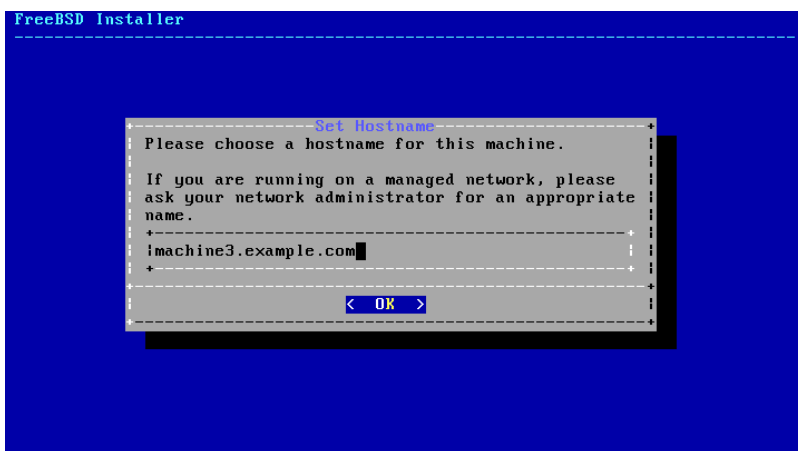 FreeBSD Installer
Set Hostname
Please choose a hostname for this machine.
If you are running on a managed network, please
ask your network administrator for an appropriate
name.
machine3.example.com
< OK >